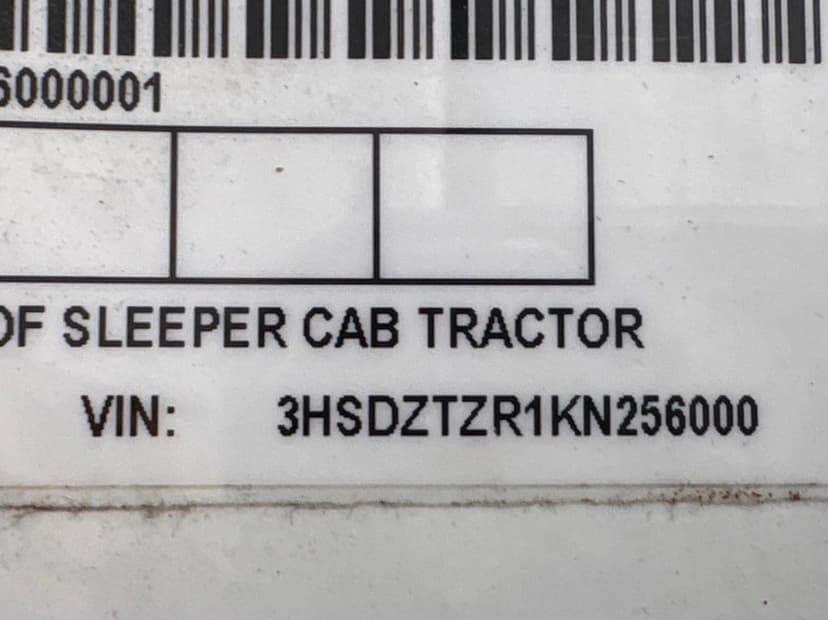 6000001
OF SLEEPER CAB TRACTOR
VIN: 3HSDZTZR1KN256000